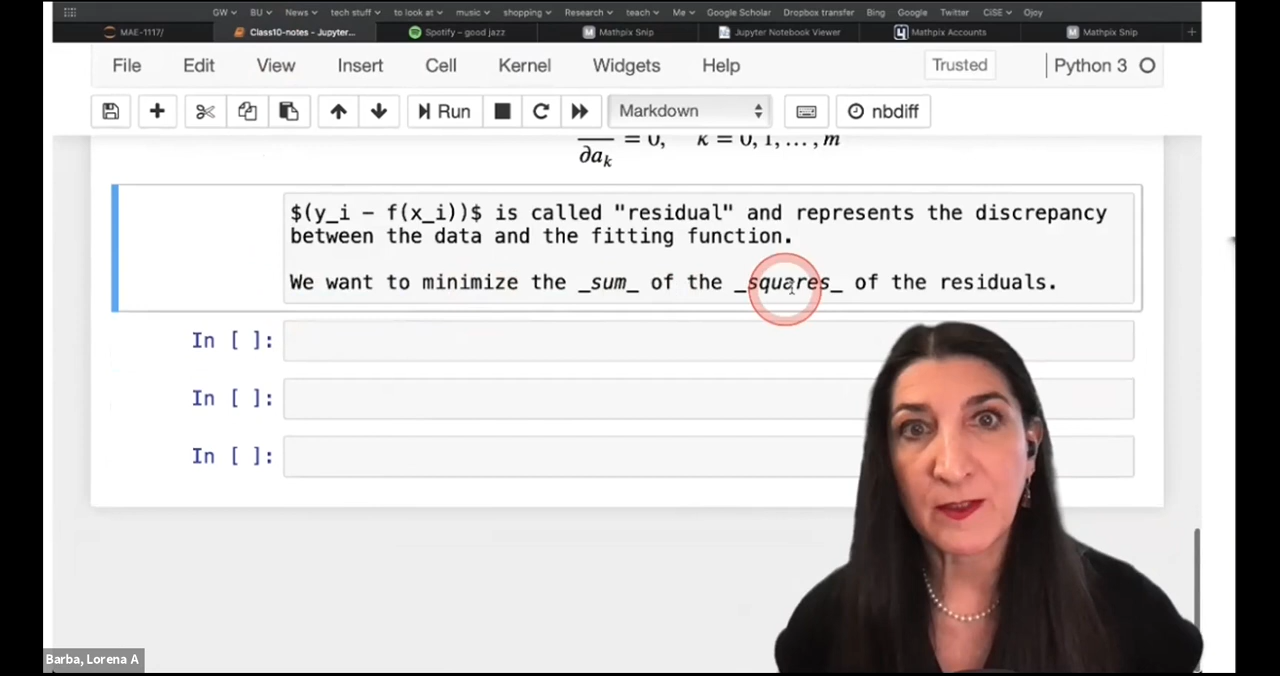 GW BU News tech stuff to look at music shopping Research teach Me Google Scholar Dropbox transfer Bing Google Twitter CiSE Ojoy
MAE-1117/ Class10-notes - Jupyter... Spotify – good jazz Mathpix Snip Jupyter Notebook Viewer Mathpix Accounts Mathpix Snip +
File Edit View Insert Cell Kernel Widgets Help Trusted Python 3
Run Markdown nbdiff
∂aₖ = 0, k = 0, 1, …, m
$(y_i - f(x_i))$ is called "residual" and represents the discrepancy
between the data and the fitting function.
We want to minimize the _sum_ of the _squares_ of the residuals.
In [ ]:
In [ ]:
In [ ]:
Barba, Lorena A